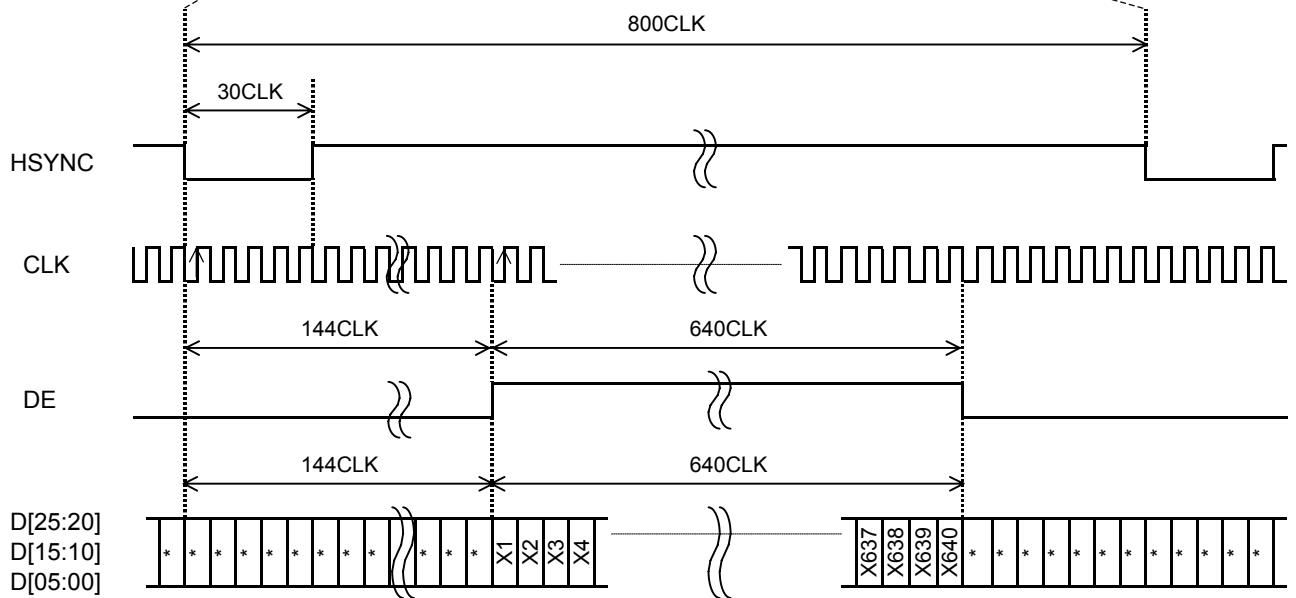 800CLK
30CLK
HSYNC
CLK
144CLK 640CLK
DE
144CLK 640CLK
D[25:20]
D[15:10] * * * * * * * * * * * * X1 X2 X3 X4 X637 X638 X639 X640 * * * * * * * * * * * *
D[05:00]